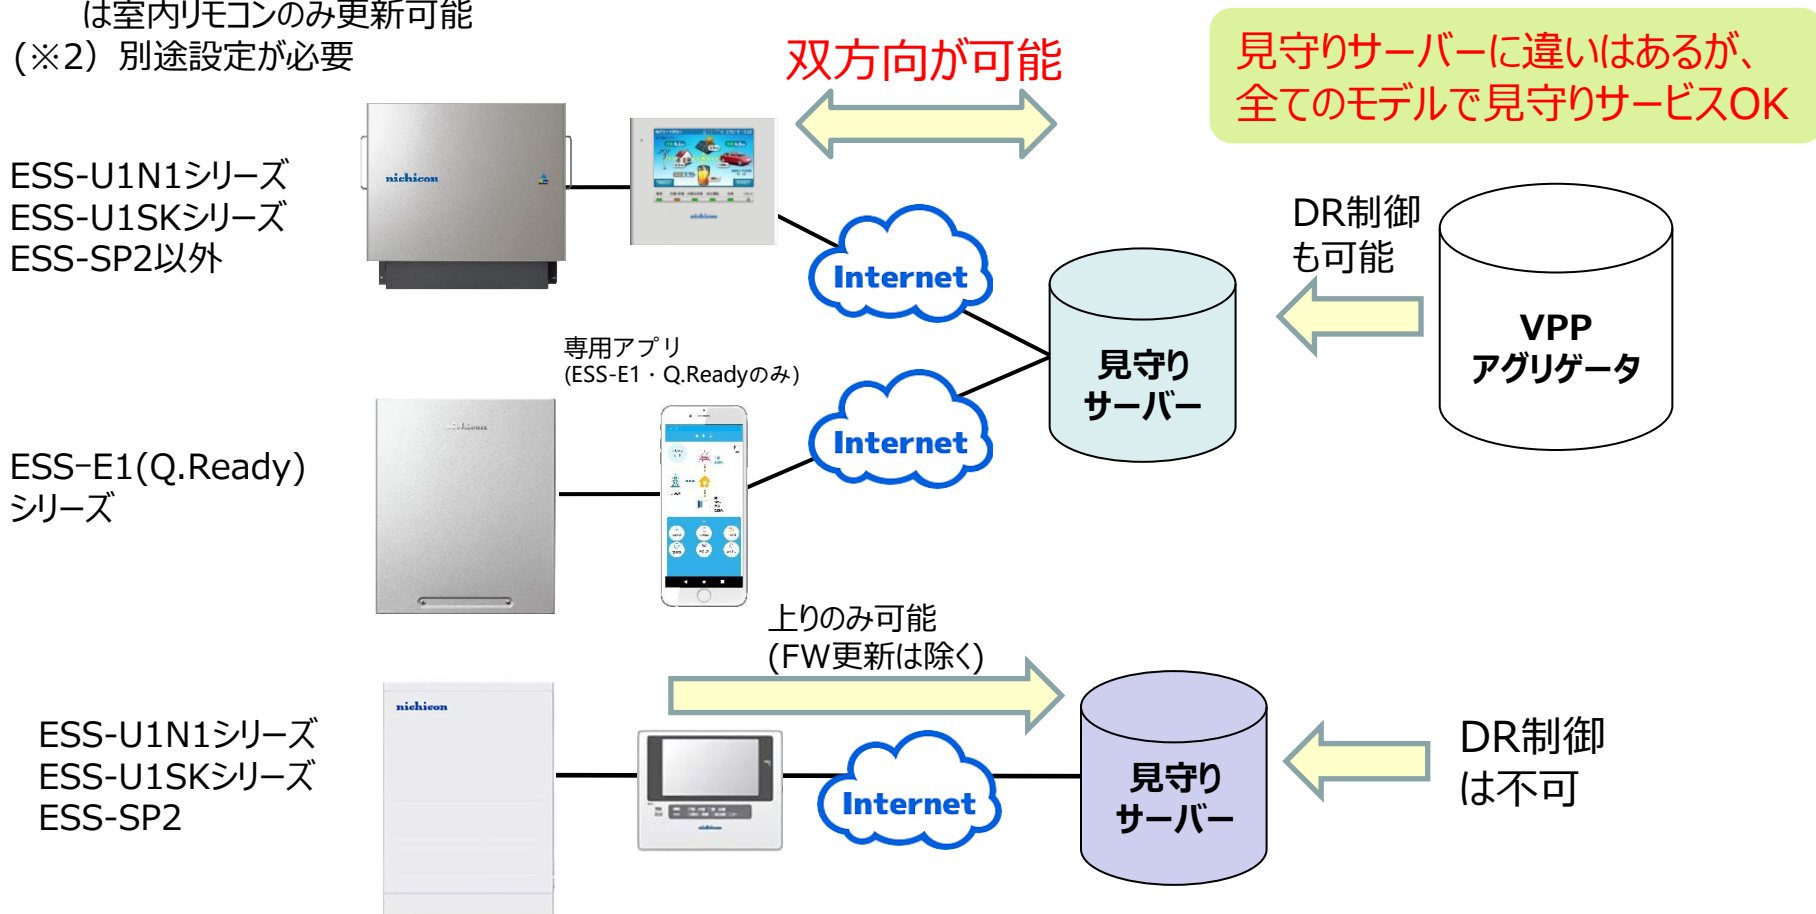 は室内リモコンのみ更新可能
(※2）別途設定が必要
双方向が可能
見守りサーバーに違いはあるが、
全てのモデルで見守りサービスOK
ESS-U1N1シリーズ
ESS-U1SKシリーズ
ESS-SP2以外
nichicon
nichicon
Internet
DR制御
も可能
VPP
アグリゲータ
見守り
サーバー
専用アプリ
(ESS-E1・Q.Readyのみ)
Internet
ESS-E1(Q.Ready)
シリーズ
nichicon
上りのみ可能
(FW更新は除く)
ESS-U1N1シリーズ
ESS-U1SKシリーズ
ESS-SP2
nichicon
nichicon
Internet
見守り
サーバー
DR制御
は不可